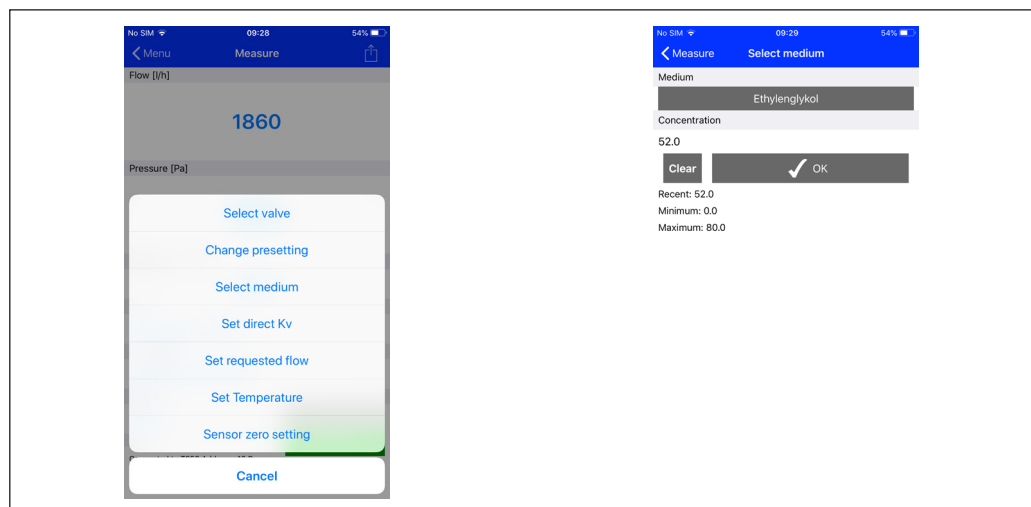 No SIM 09:28 54%
Menu Measure
Flow [l/h]
1860
Pressure [Pa]
Select valve
Change presetting
Select medium
Set direct Kv
Set requested flow
Set Temperature
Sensor zero setting
Cancel
No SIM 09:29 54%
Measure Select medium
Medium
Ethylenglykol
Concentration
52.0
Clear OK
Recent: 52.0
Minimum: 0.0
Maximum: 80.0